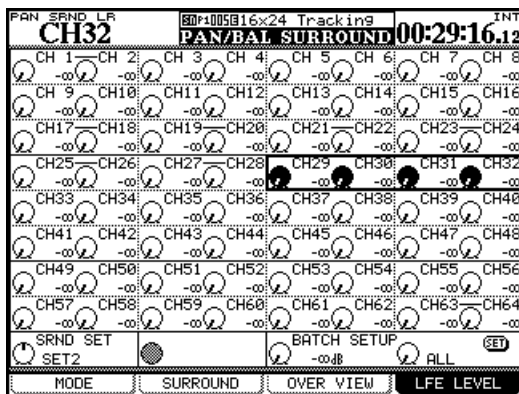 PAN SRND LR
CH32
P1005 16x24 Tracking
PAN/BAL SURROUND
INT
00:29:16.12
CH 1 CH 2 CH 3 CH 4 CH 5 CH 6 CH 7 CH 8
-∞ -∞ -∞ -∞ -∞ -∞ -∞ -∞
CH 9 CH10 CH11 CH12 CH13 CH14 CH15 CH16
-∞ -∞ -∞ -∞ -∞ -∞ -∞ -∞
CH17 CH18 CH19 CH20 CH21 CH22 CH23 CH24
-∞ -∞ -∞ -∞ -∞ -∞ -∞ -∞
CH25 CH26 CH27 CH28 CH29 CH30 CH31 CH32
-∞ -∞ -∞ -∞ -∞ -∞ -∞ -∞
CH33 CH34 CH35 CH36 CH37 CH38 CH39 CH40
-∞ -∞ -∞ -∞ -∞ -∞ -∞ -∞
CH41 CH42 CH43 CH44 CH45 CH46 CH47 CH48
-∞ -∞ -∞ -∞ -∞ -∞ -∞ -∞
CH49 CH50 CH51 CH52 CH53 CH54 CH55 CH56
-∞ -∞ -∞ -∞ -∞ -∞ -∞ -∞
CH57 CH58 CH59 CH60 CH61 CH62 CH63 CH64
-∞ -∞ -∞ -∞ -∞ -∞ -∞ -∞
SRND SET
SET2
BATCH SETUP
-∞dB
ALL
SET
MODE SURROUND OVER VIEW LFE LEVEL